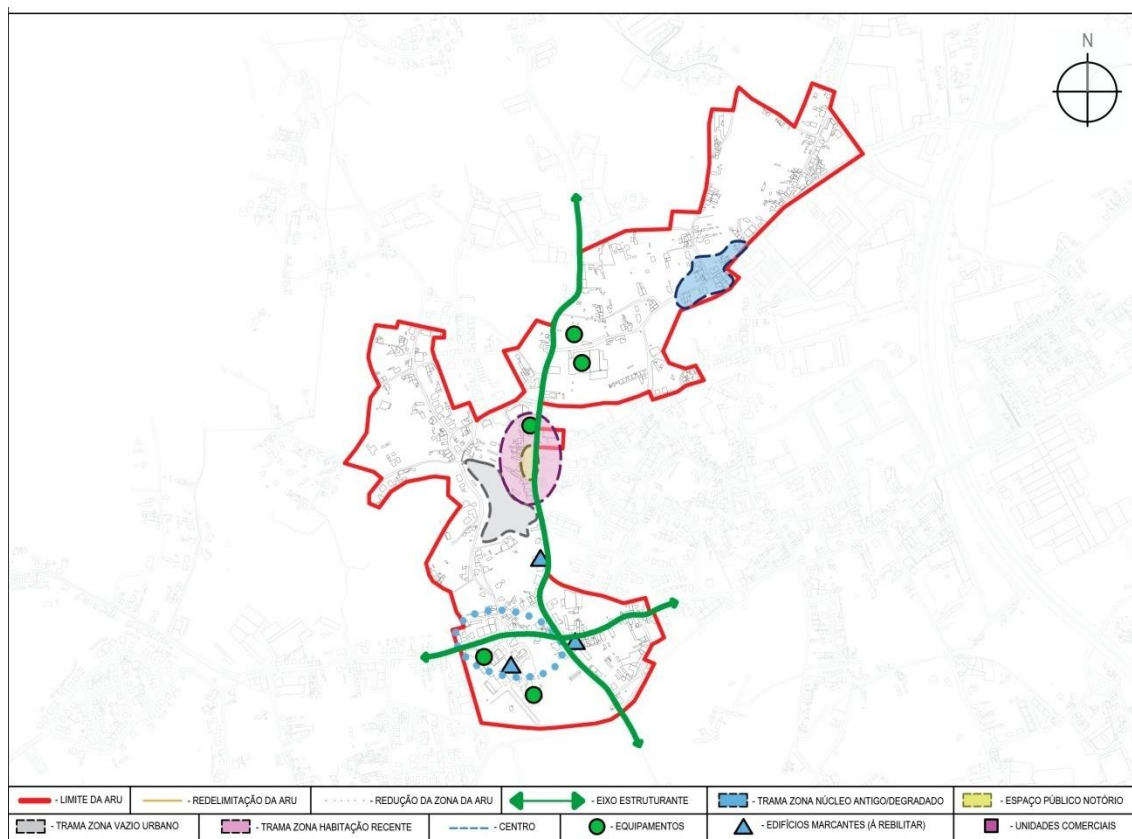 N
- LIMITE DA ARU - REDELIMITAÇÃO DA ARU - REDUÇÃO DA ZONA DA ARU - EIXO ESTRUTURANTE - TRAMA ZONA NÚCLEO ANTIGO/DEGRADADO - ESPAÇO PÚBLICO NOTÓRIO
- TRAMA ZONA VAZIO URBANO - TRAMA ZONA HABITAÇÃO RECENTE - CENTRO - EQUIPAMENTOS - EDIFÍCIOS MARCANTES (Á REBILITAR) - UNIDADES COMERCIAIS